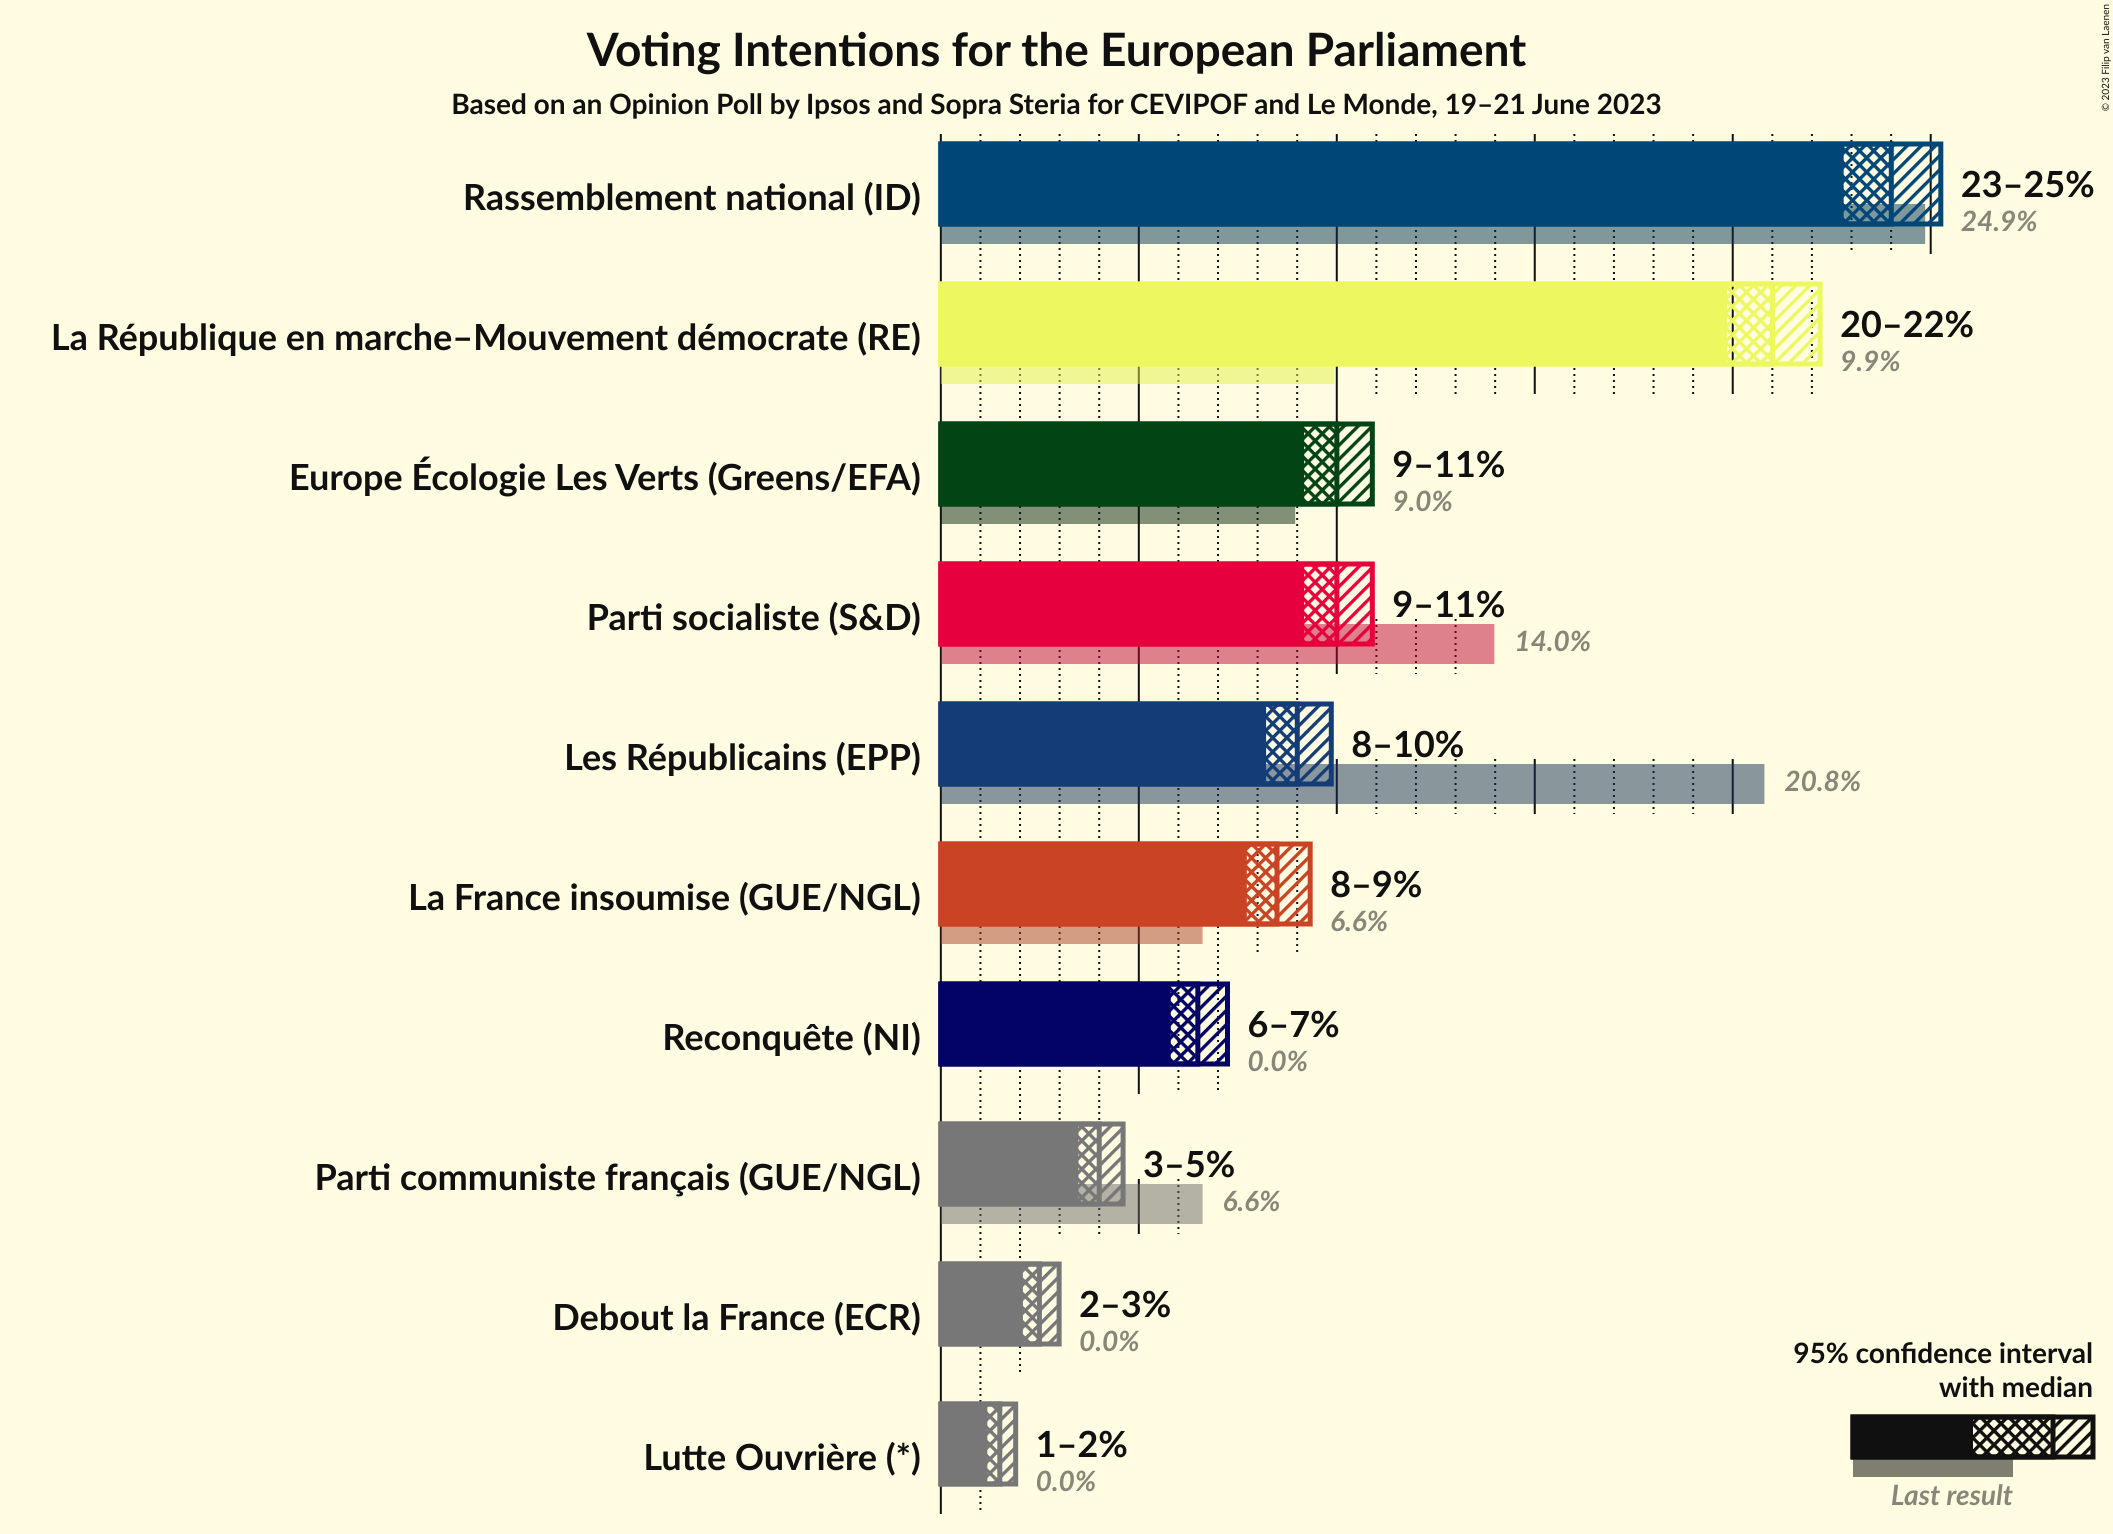 Voting Intentions for the European Parliament
Based on an Opinion Poll by Ipsos and Sopra Steria for CEVIPOF and Le Monde, 19–21 June 2023
© 2023 Filip van Laenen
Rassemblement national (ID)
23–25%
24.9%
La République en marche–Mouvement démocrate (RE)
20–22%
9.9%
Europe Écologie Les Verts (Greens/EFA)
9–11%
9.0%
Parti socialiste (S&D)
9–11%
14.0%
Les Républicains (EPP)
8–10%
20.8%
La France insoumise (GUE/NGL)
8–9%
6.6%
Reconquête (NI)
6–7%
0.0%
Parti communiste français (GUE/NGL)
3–5%
6.6%
Debout la France (ECR)
2–3%
0.0%
Lutte Ouvrière (*)
1–2%
0.0%
95% confidence interval
with median
Last result